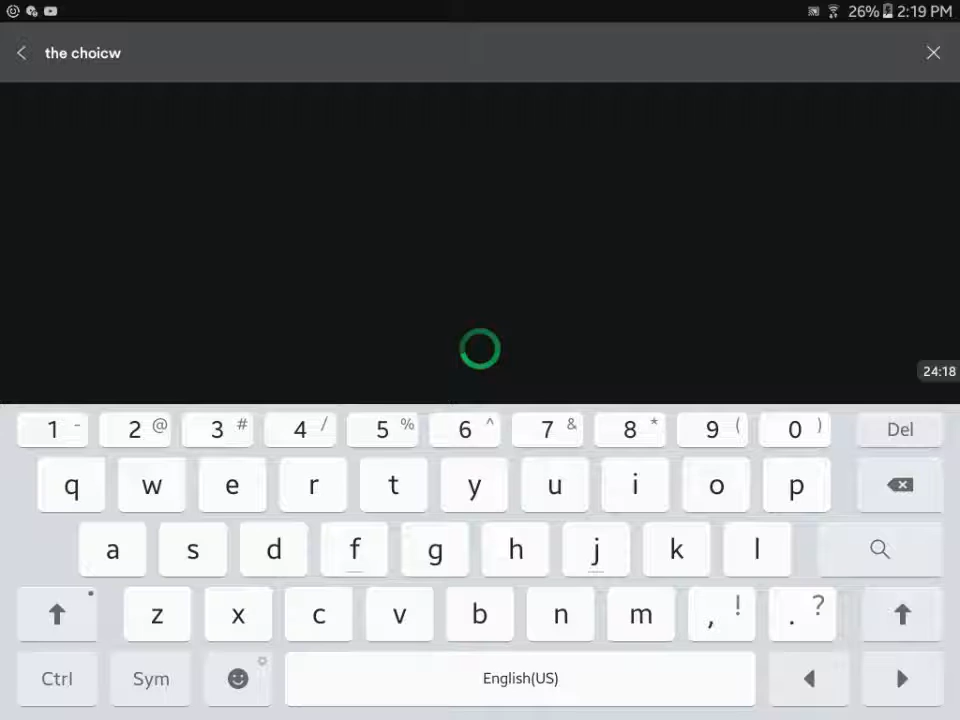 26% 2:19 PM
the choicw
24:18
1 - 2 @ 3 # 4 / 5 % 6 ^ 7 & 8 * 9 ( 0 ) Del
q w e r t y u i o p
a s d f g h j k l
z x c v b n m , ! . ?
Ctrl Sym English(US)